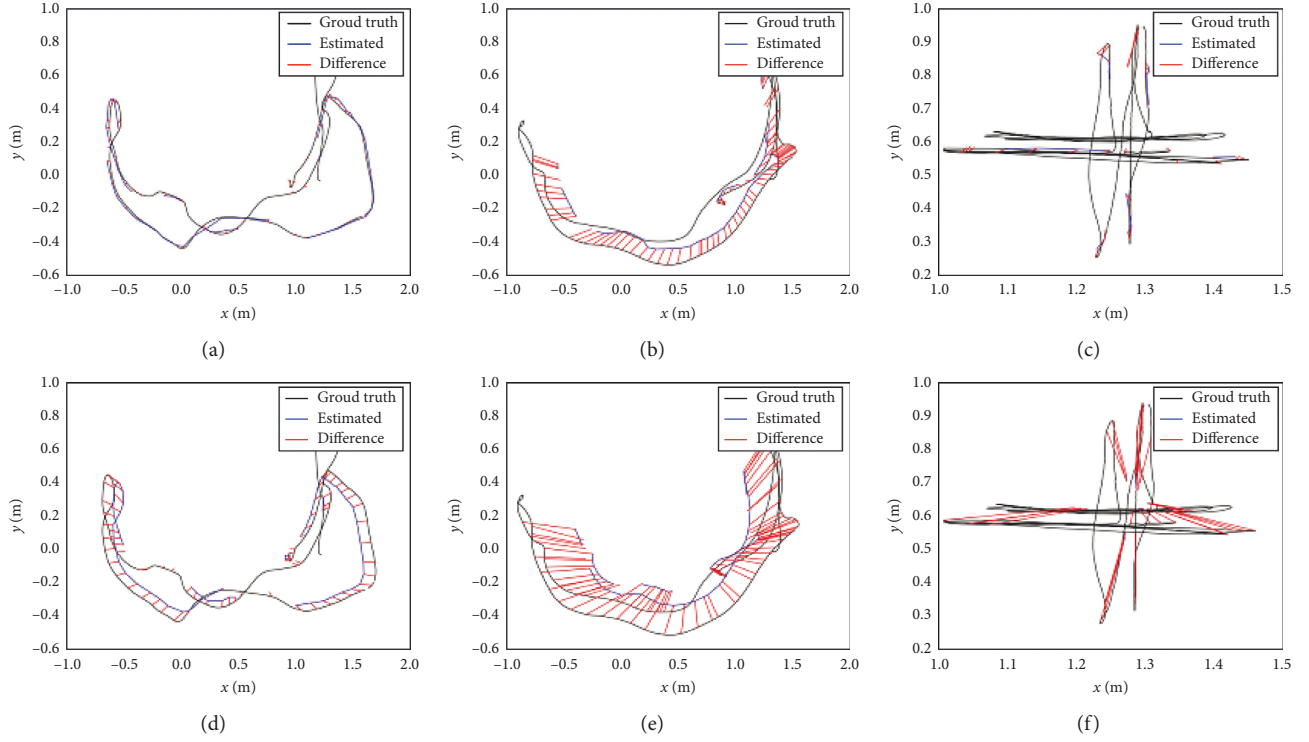 1.0
0.8
0.6
0.4
0.2
0.0
–0.2
–0.4
–0.6
y (m)
–1.0 –0.5 0.0 0.5 1.0 1.5 2.0
x (m)
Groud truth
Estimated
Difference
(a)
1.0
0.8
0.6
0.4
0.2
0.0
–0.2
–0.4
–0.6
y (m)
–1.0 –0.5 0.0 0.5 1.0 1.5 2.0
x (m)
Groud truth
Estimated
Difference
(b)
1.0
0.9
0.8
0.7
0.6
0.5
0.4
0.3
0.2
y (m)
1.0 1.1 1.2 1.3 1.4 1.5
x (m)
Groud truth
Estimated
Difference
(c)
1.0
0.8
0.6
0.4
0.2
0.0
–0.2
–0.4
–0.6
y (m)
–1.0 –0.5 0.0 0.5 1.0 1.5 2.0
x (m)
Groud truth
Estimated
Difference
(d)
1.0
0.8
0.6
0.4
0.2
0.0
–0.2
–0.4
–0.6
y (m)
–1.0 –0.5 0.0 0.5 1.0 1.5 2.0
x (m)
Groud truth
Estimated
Difference
(e)
1.0
0.9
0.8
0.7
0.6
0.5
0.4
0.3
0.2
y (m)
1.0 1.1 1.2 1.3 1.4 1.5
x (m)
Groud truth
Estimated
Difference
(f)